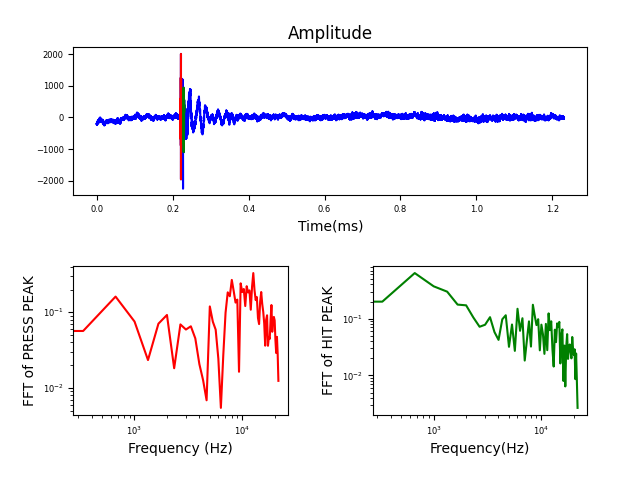 Amplitude
2000
1000
0
−1000
−2000
0.0 0.2 0.4 0.6 0.8 1.0 1.2
Time(ms)
FFT of PRESS PEAK
10⁻¹
10⁻²
10³ 10⁴
Frequency (Hz)
FFT of HIT PEAK
10⁻¹
10⁻²
10³ 10⁴
Frequency(Hz)